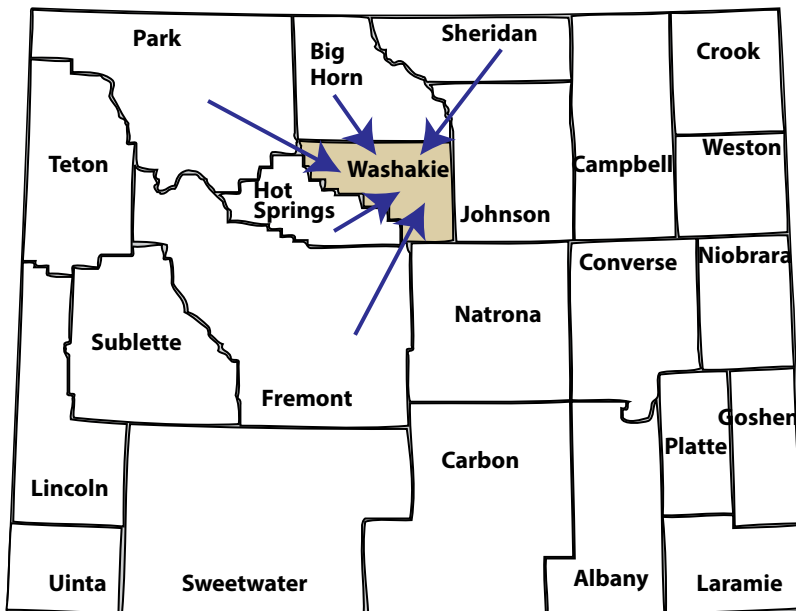 Park
Big
Horn
Sheridan
Crook
Teton
Washakie
Campbell
Weston
Hot
Springs
Johnson
Converse
Niobrara
Natrona
Sublette
Fremont
Goshen
Platte
Carbon
Lincoln
Uinta
Sweetwater
Albany
Laramie